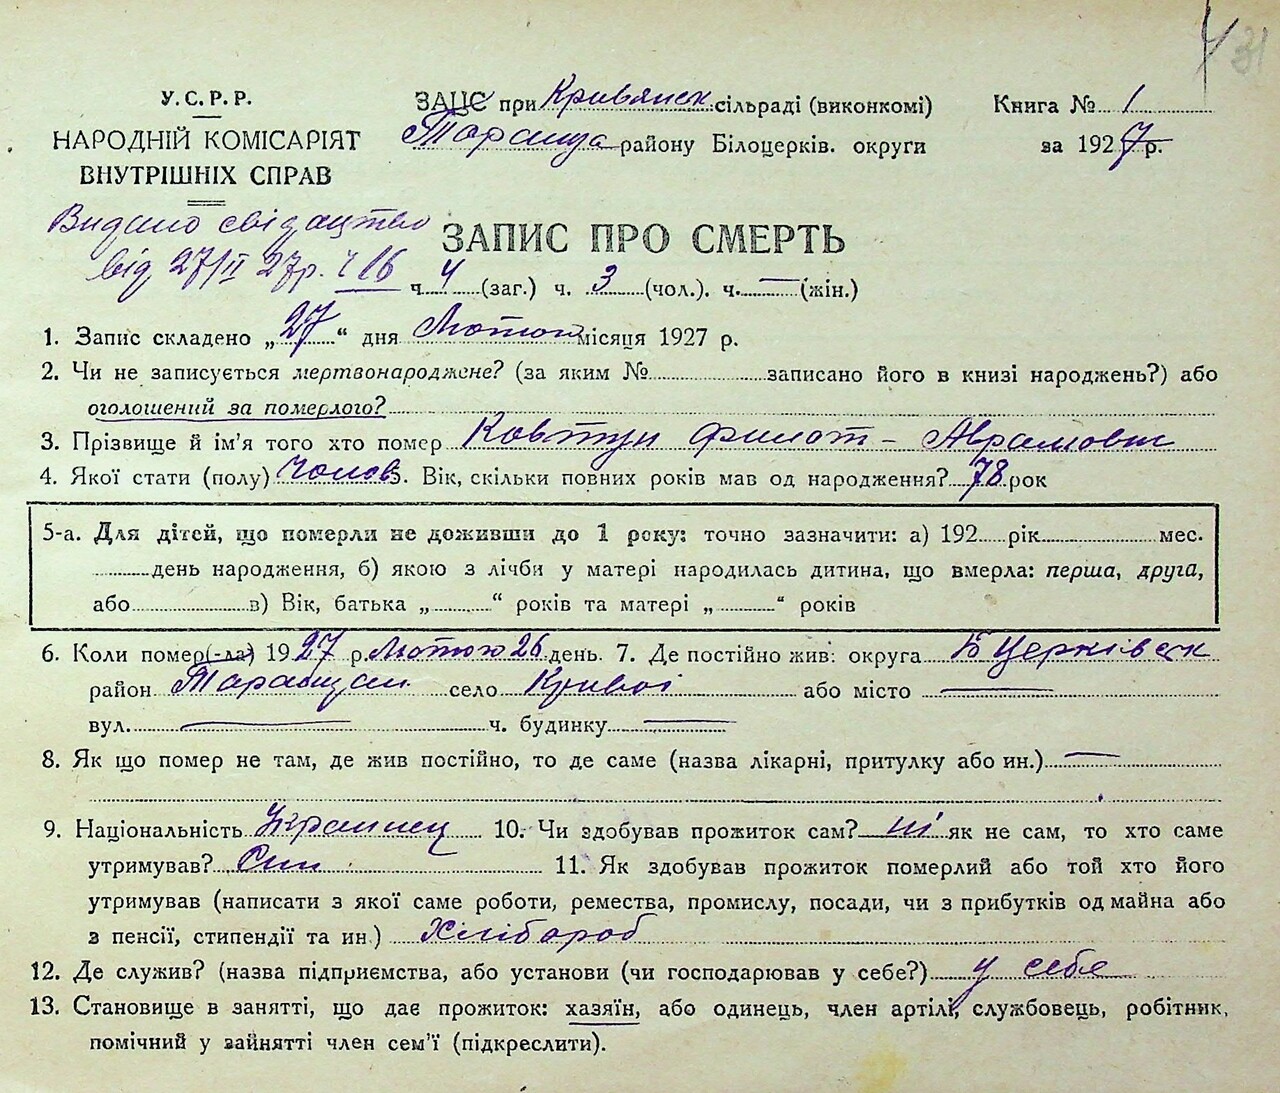 Ч 31
У.С.Р.Р.
НАРОДНІЙ КОМІСАРІЯТ
ВНУТРІШНІХ СПРАВ
ЗАЦС при Кривянск сільраді (виконкомі)
Тараща району Білоцерків. округи
Книга № 1
за 1927 р.
Видано свідацтво
від 27/II 27р. ч 16
ЗАПИС ПРО СМЕРТЬ
ч. 4 (заг.) ч. 3 (чол.). ч. — (жін.)
1. Запис складено „27“ дня Лютого місяця 1927 р.
2. Чи не записується мертвонароджене? (за яким № записано його в книзі народжень?) або
оголошений за померлого?
3. Прізвище й ім'я того хто помер Ковтун Филот - Аврамович
4. Якої стати (полу) Чолов 5. Вік, скільки повних років мав од народження? 78 рок
5-а. Для дітей, що померли не доживши до 1 року: точно зазначити: а) 192 рік мес.
день народження, б) якою з лічби у матері народилась дитина, що вмерла: перша, друга,
або в) Вік, батька „ “ років та матері „ “ років
6. Коли помер(-ла) 1927 р. Лютого 26 день. 7. Де постійно жив: округа Б Церківськ
район Таращан село Кривої або місто —
вул. — ч. будинку —
8. Як що помер не там, де жив постійно, то де саме (назва лікарні, притулку або ин.) —
9. Національність Украинец 10. Чи здобував прожиток сам? ні як не сам, то хто саме
утримував? Син 11. Як здобував прожиток померлий або той хто його
утримував (написати з якої саме роботи, ремества, промислу, посади, чи з прибутків од майна або
з пенсії, стипендії та ин.) Хлібороб
12. Де служив? (назва підприємства, або установи (чи господарював у себе?) у себе
13. Становище в занятті, що дає прожиток: хазяїн, або одинець, член артілі, службовець, робітник,
помічний у зайнятті член сем'ї (підкреслити).